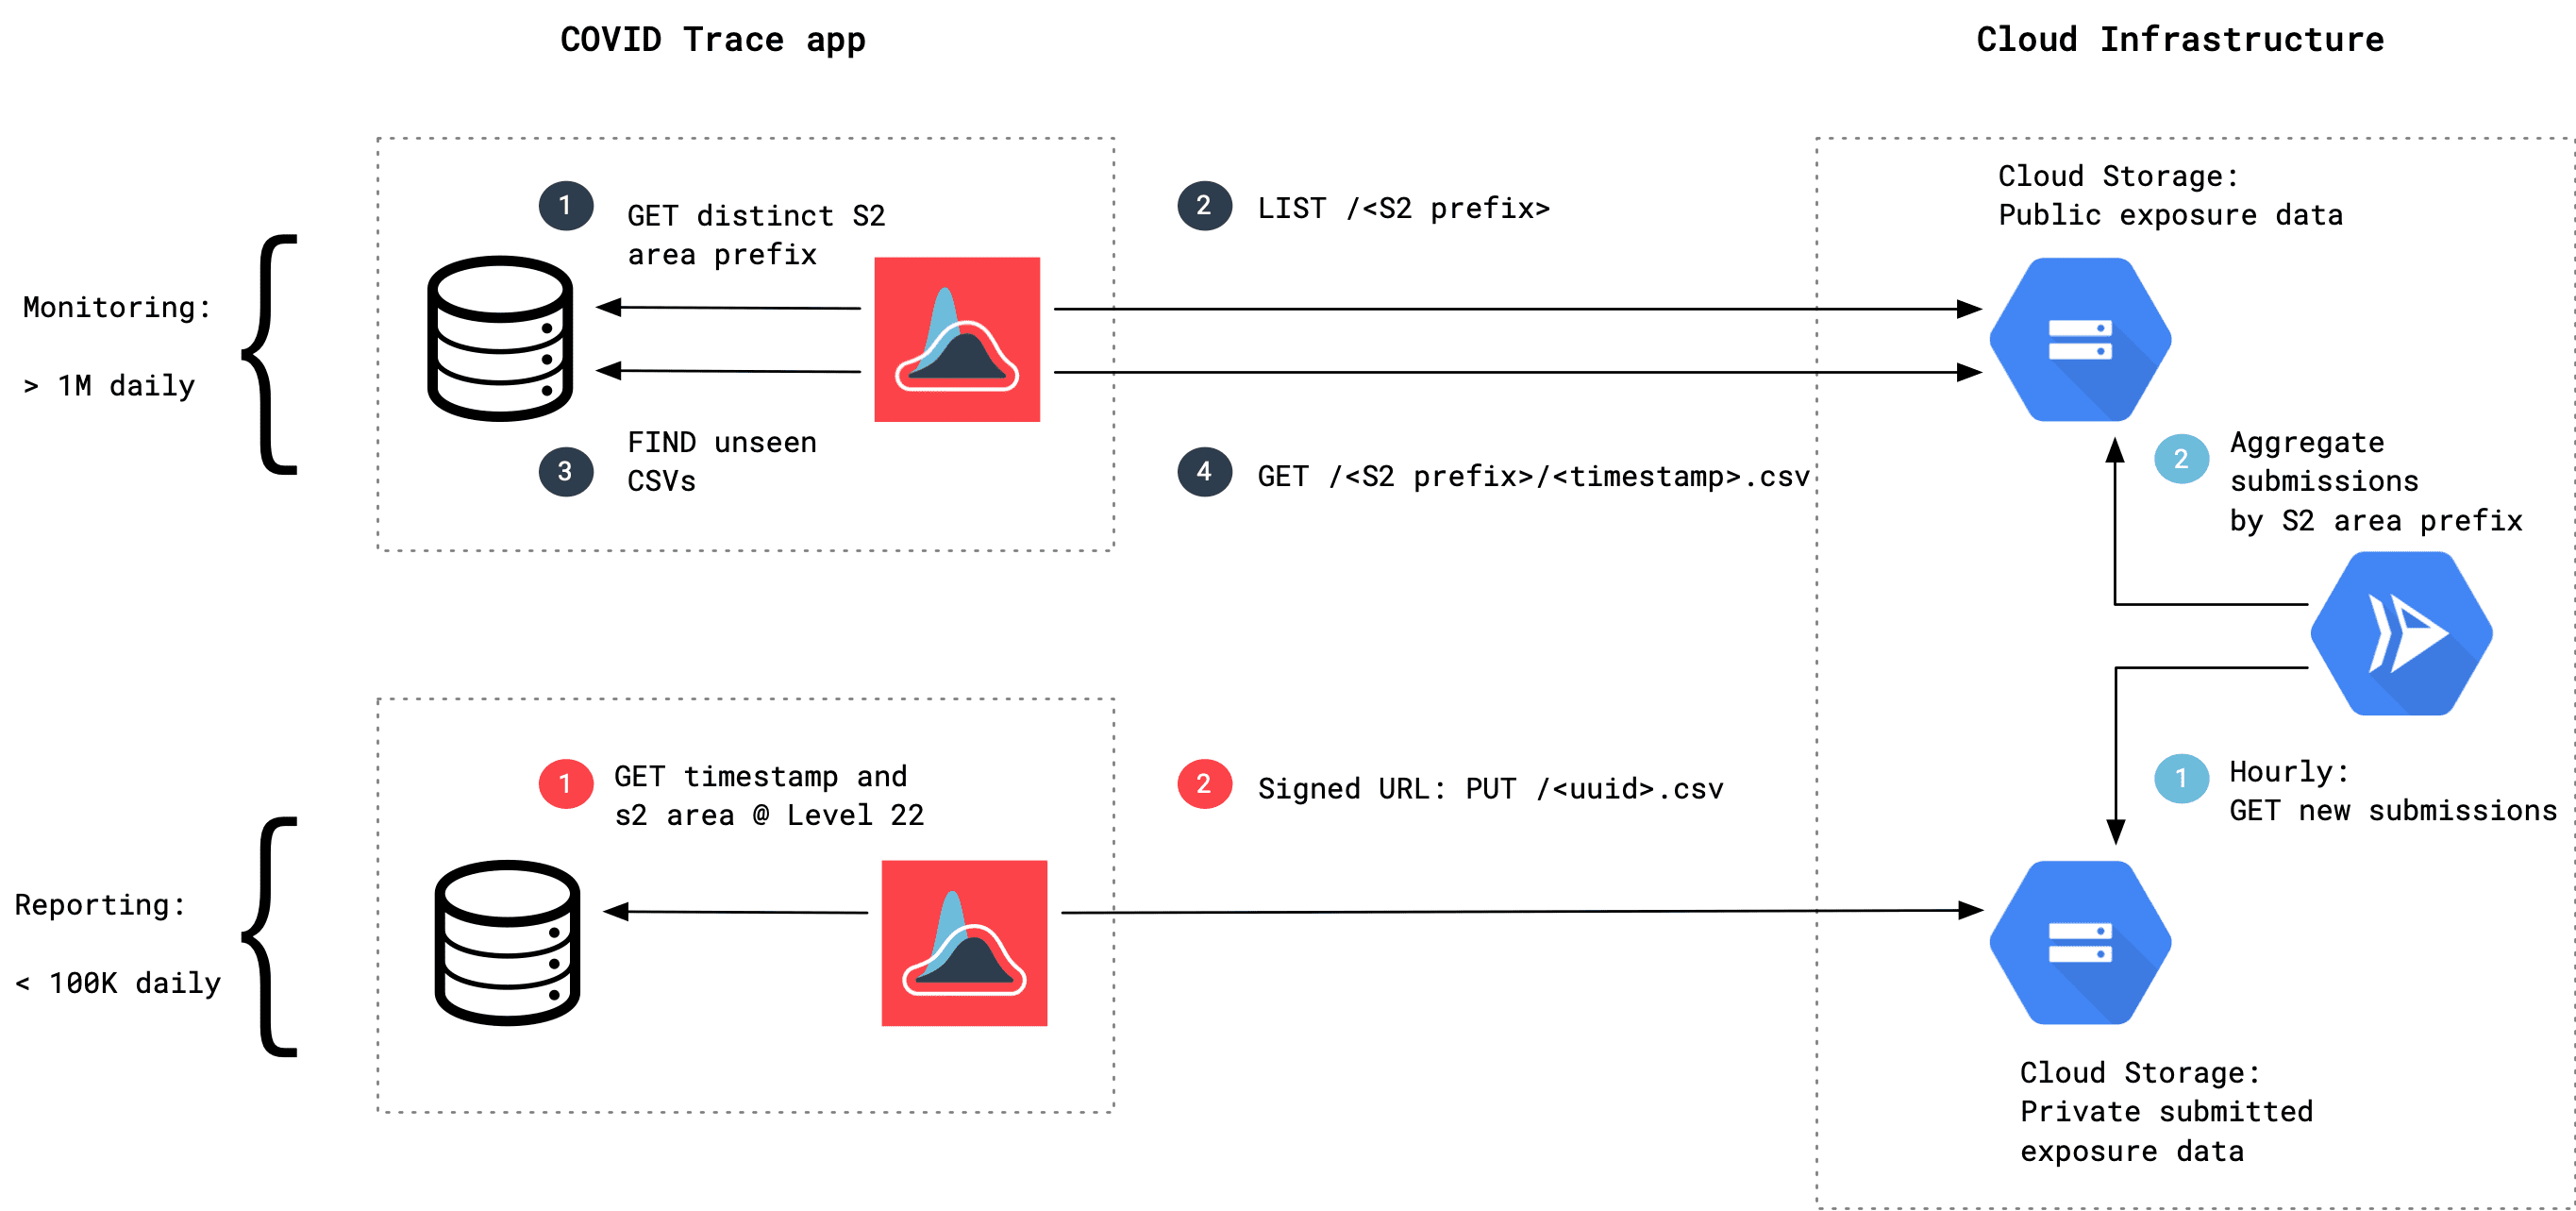 COVID Trace app
Cloud Infrastructure
Monitoring:
> 1M daily
1
GET distinct S2
area prefix
3
FIND unseen
CSVs
2
LIST /<S2 prefix>
4
GET /<S2 prefix>/<timestamp>.csv
Cloud Storage:
Public exposure data
2
Aggregate
submissions
by S2 area prefix
1
Hourly:
GET new submissions
Reporting:
< 100K daily
1
GET timestamp and
s2 area @ Level 22
2
Signed URL: PUT /<uuid>.csv
Cloud Storage:
Private submitted
exposure data